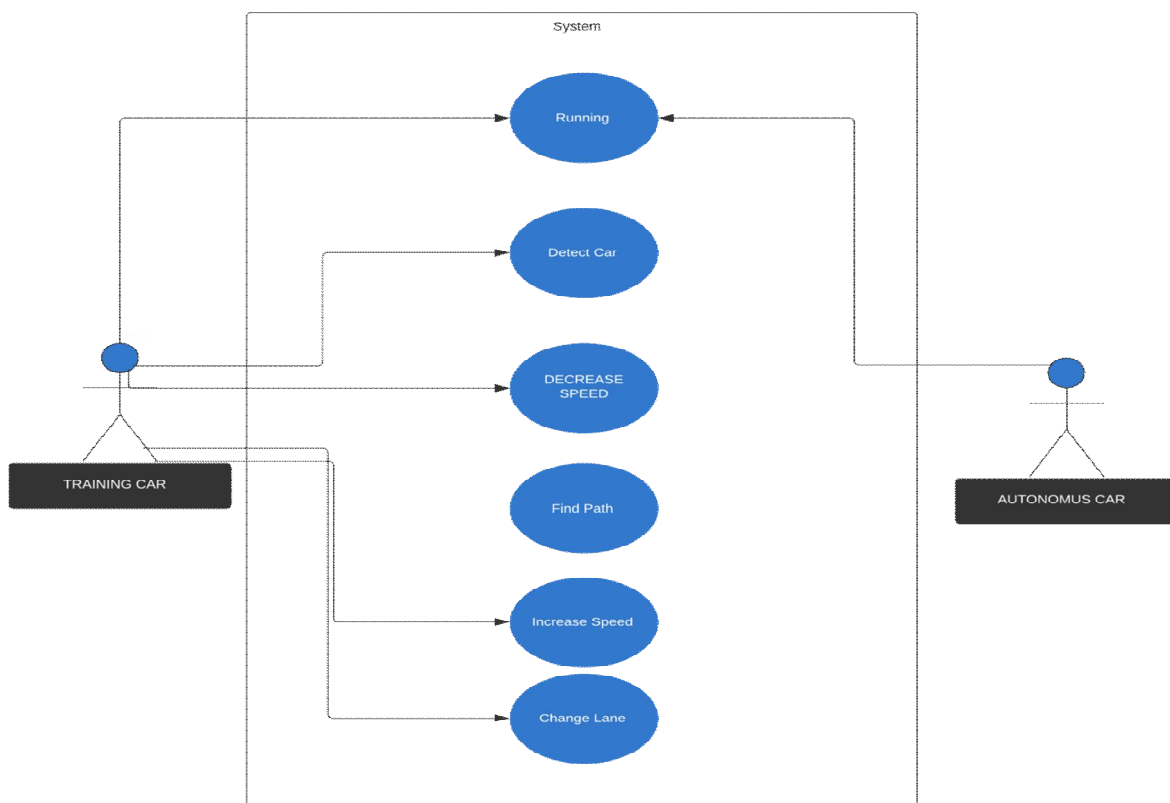 System
Running
Detect Car
DECREASE
SPEED
TRAINING CAR
Find Path
AUTONOMUS CAR
Increase Speed
Change Lane